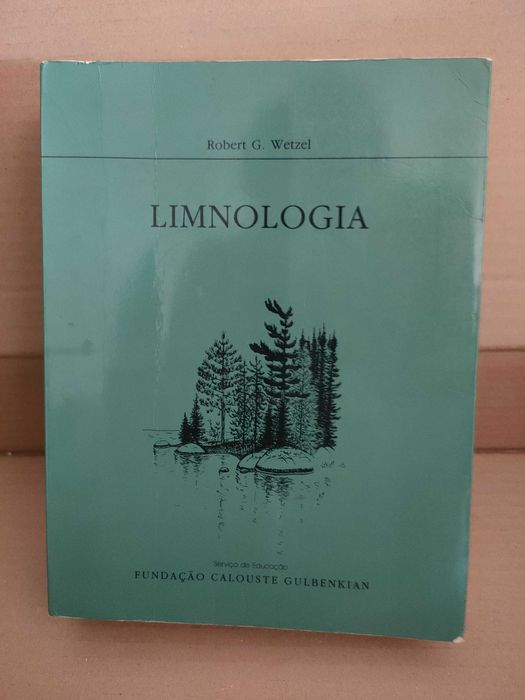 Robert G. Wetzel
LIMNOLOGIA
Serviço de Educação
FUNDAÇÃO CALOUSTE GULBENKIAN